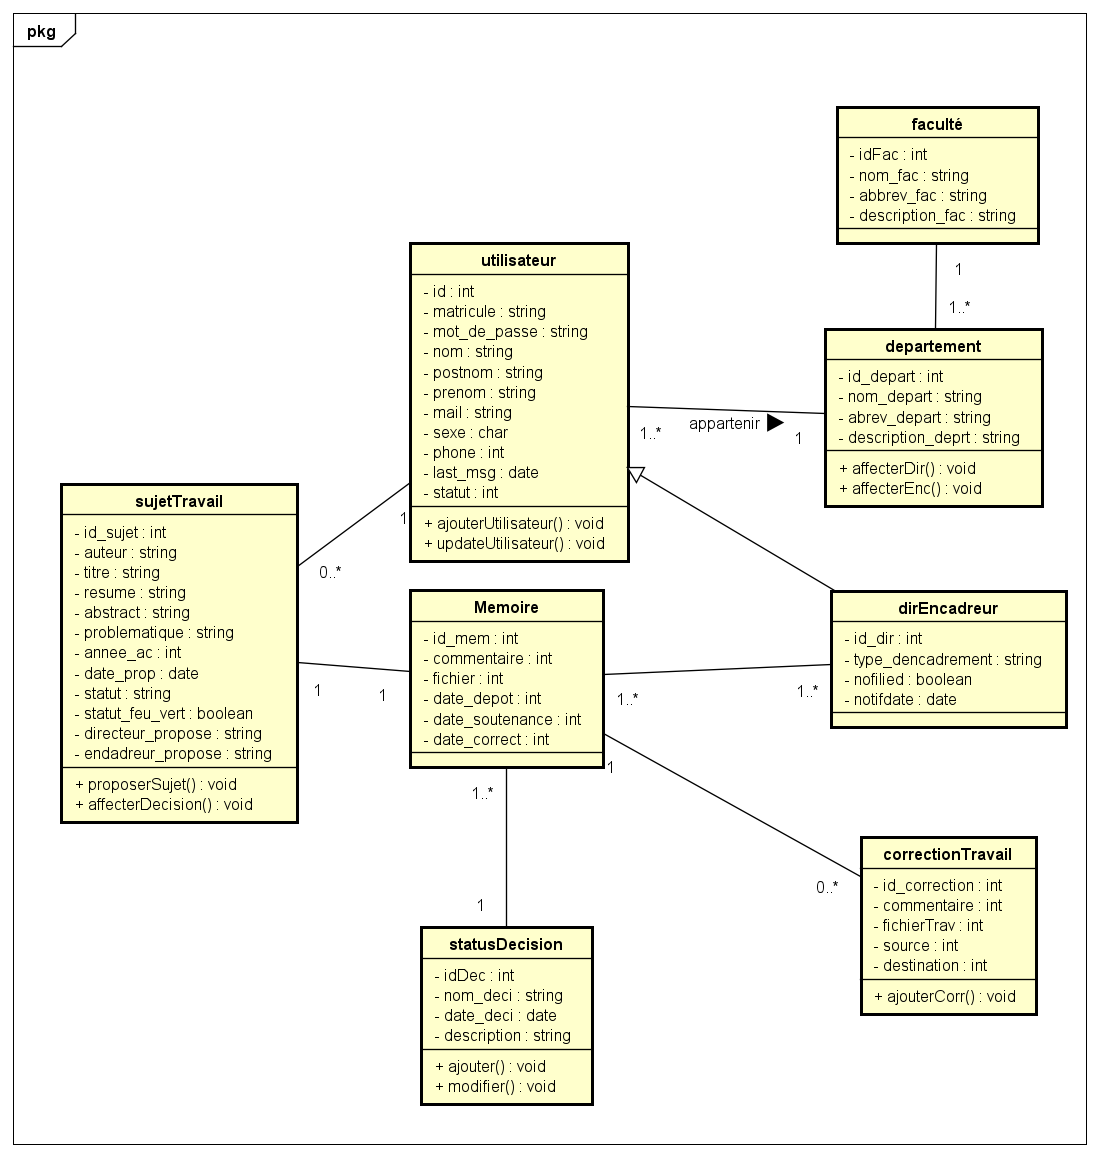 pkg
faculté
- idFac : int
- nom_fac : string
- abbrev_fac : string
- description_fac : string
1
1..*
utilisateur
- id : int
- matricule : string
- mot_de_passe : string
- nom : string
- postnom : string
- prenom : string
- mail : string
- sexe : char
- phone : int
- last_msg : date
- statut : int
+ ajouterUtilisateur() : void
+ updateUtilisateur() : void
1..*
appartenir
1
departement
- id_depart : int
- nom_depart : string
- abrev_depart : string
- description_deprt : string
+ affecterDir() : void
+ affecterEnc() : void
sujetTravail
- id_sujet : int
- auteur : string
- titre : string
- resume : string
- abstract : string
- problematique : string
- annee_ac : int
- date_prop : date
- statut : string
- statut_feu_vert : boolean
- directeur_propose : string
- endadreur_propose : string
+ proposerSujet() : void
+ affecterDecision() : void
1
0..*
1
1
Memoire
- id_mem : int
- commentaire : int
- fichier : int
- date_depot : int
- date_soutenance : int
- date_correct : int
1..*
1..*
dirEncadreur
- id_dir : int
- type_dencadrement : string
- nofilied : boolean
- notifdate : date
1
0..*
1..*
1
correctionTravail
- id_correction : int
- commentaire : int
- fichierTrav : int
- source : int
- destination : int
+ ajouterCorr() : void
statusDecision
- idDec : int
- nom_deci : string
- date_deci : date
- description : string
+ ajouter() : void
+ modifier() : void